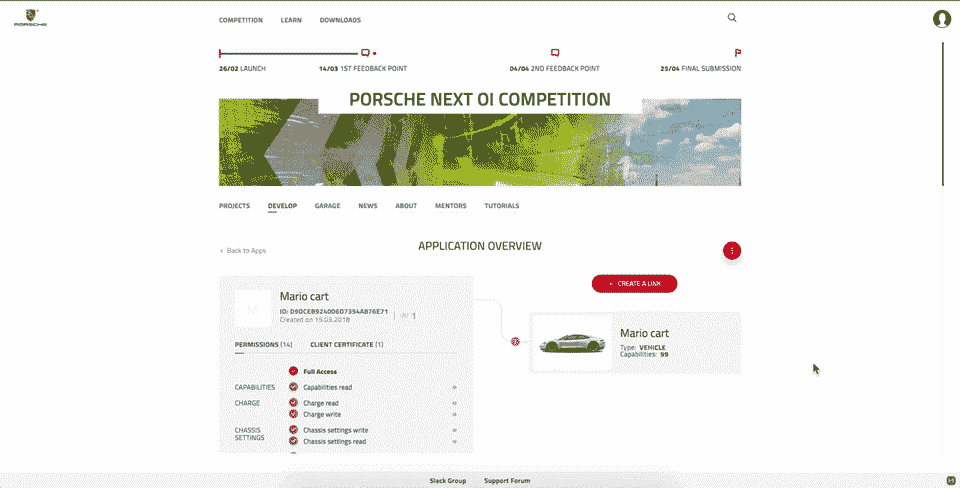 PORSCHE
COMPETITION LEARN DOWNLOADS
26/02 LAUNCH 14/03 1ST FEEDBACK POINT 04/04 2ND FEEDBACK POINT 25/04 FINAL SUBMISSION
PORSCHE NEXT OI COMPETITION
PROJECTS DEVELOP GARAGE NEWS ABOUT MENTORS TUTORIALS
‹ Back to Apps
APPLICATION OVERVIEW
+ CREATE A LINK
Mario cart
ID: D9DCEB924006D7354A876E71
Created on 15.03.2018
1
PERMISSIONS (14) CLIENT CERTIFICATE (1)
Full Access
CAPABILITIES Capabilities read
CHARGE Charge read
Charge write
CHASSIS SETTINGS Chassis settings write
Chassis settings read
Mario cart
Type: VEHICLE
Capabilities: 99
Slack Group Support Forum